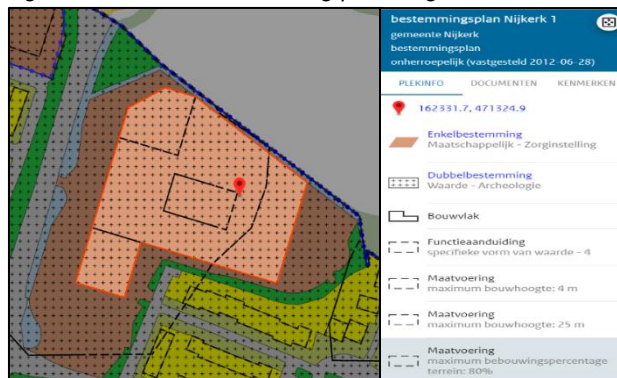 bestemmingsplan Nijkerk 1
gemeente Nijkerk
bestemmingsplan
onherroepelijk (vastgesteld 2012-06-28)
PLEKINFO DOCUMENTEN KENMERKEN
162331.7, 471324.9
Enkelbestemming
Maatschappelijk - Zorginstelling
Dubbelbestemming
Waarde - Archeologie
Bouwvlak
Functieaanduiding
specifieke vorm van waarde - 4
Maatvoering
maximum bouwhoogte: 4 m
Maatvoering
maximum bouwhoogte: 25 m
Maatvoering
maximum bebouwingspercentage
terrein: 80%